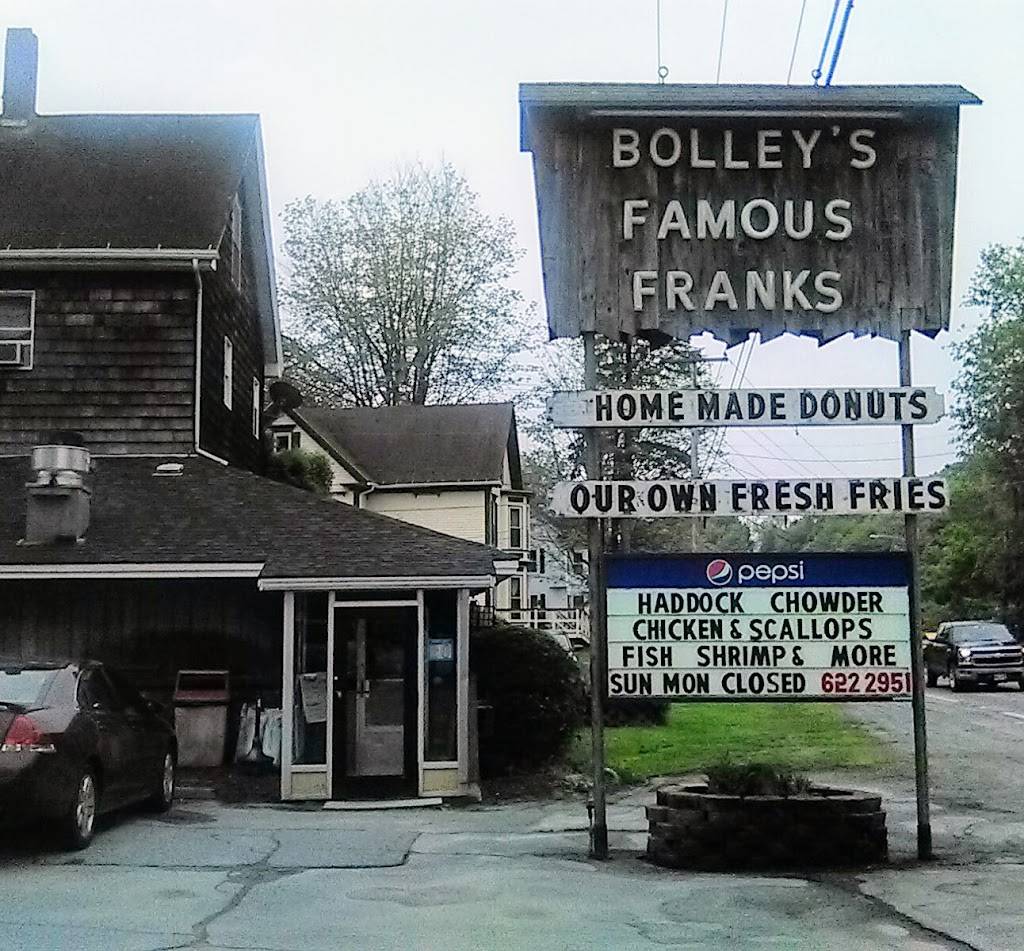 BOLLEY'S
FAMOUS
FRANKS
HOME MADE DONUTS
OUR OWN FRESH FRIES
pepsi
HADDOCK CHOWDER
CHICKEN & SCALLOPS
FISH SHRIMP & MORE
SUN MON CLOSED 622 2951